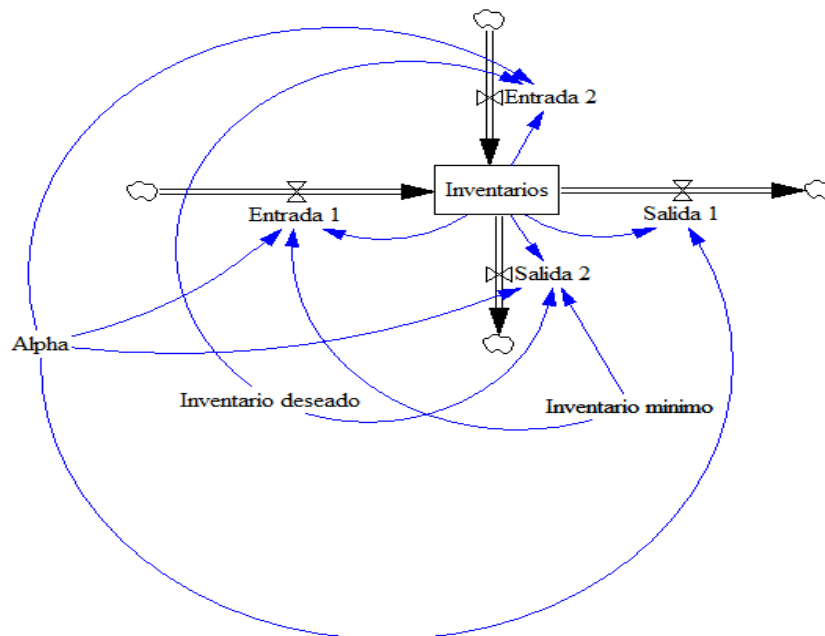 Entrada 2
Inventarios
Entrada 1
Salida 1
Salida 2
Alpha
Inventario deseado
Inventario minimo